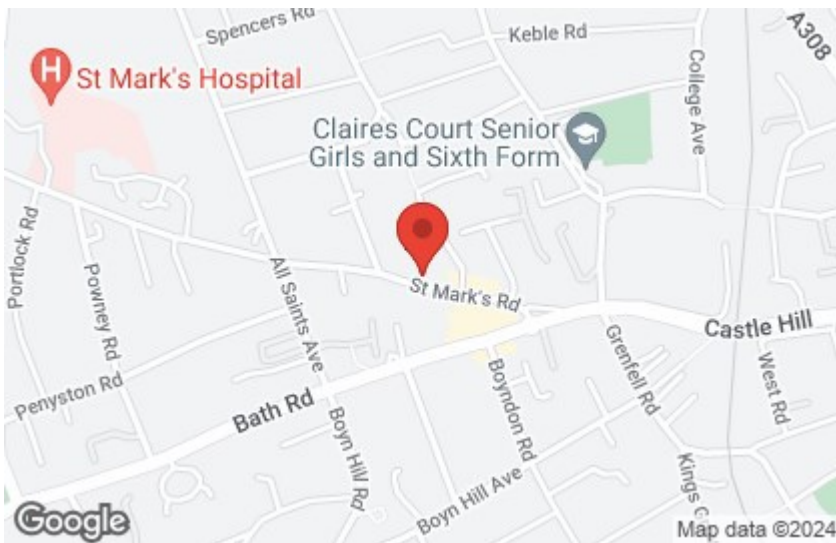 Spencers Rd
Keble Rd
A308
H
St Mark's Hospital
College Ave
Claires Court Senior
Girls and Sixth Form
Portlock Rd
Powney Rd
All Saints Ave
St Mark's Rd
Castle Hill
Grenfell Rd
West Rd
Penyston Rd
Bath Rd
Boyndon Rd
Boyn Hill Rd
Boyn Hill Ave
Google
Map data ©2024